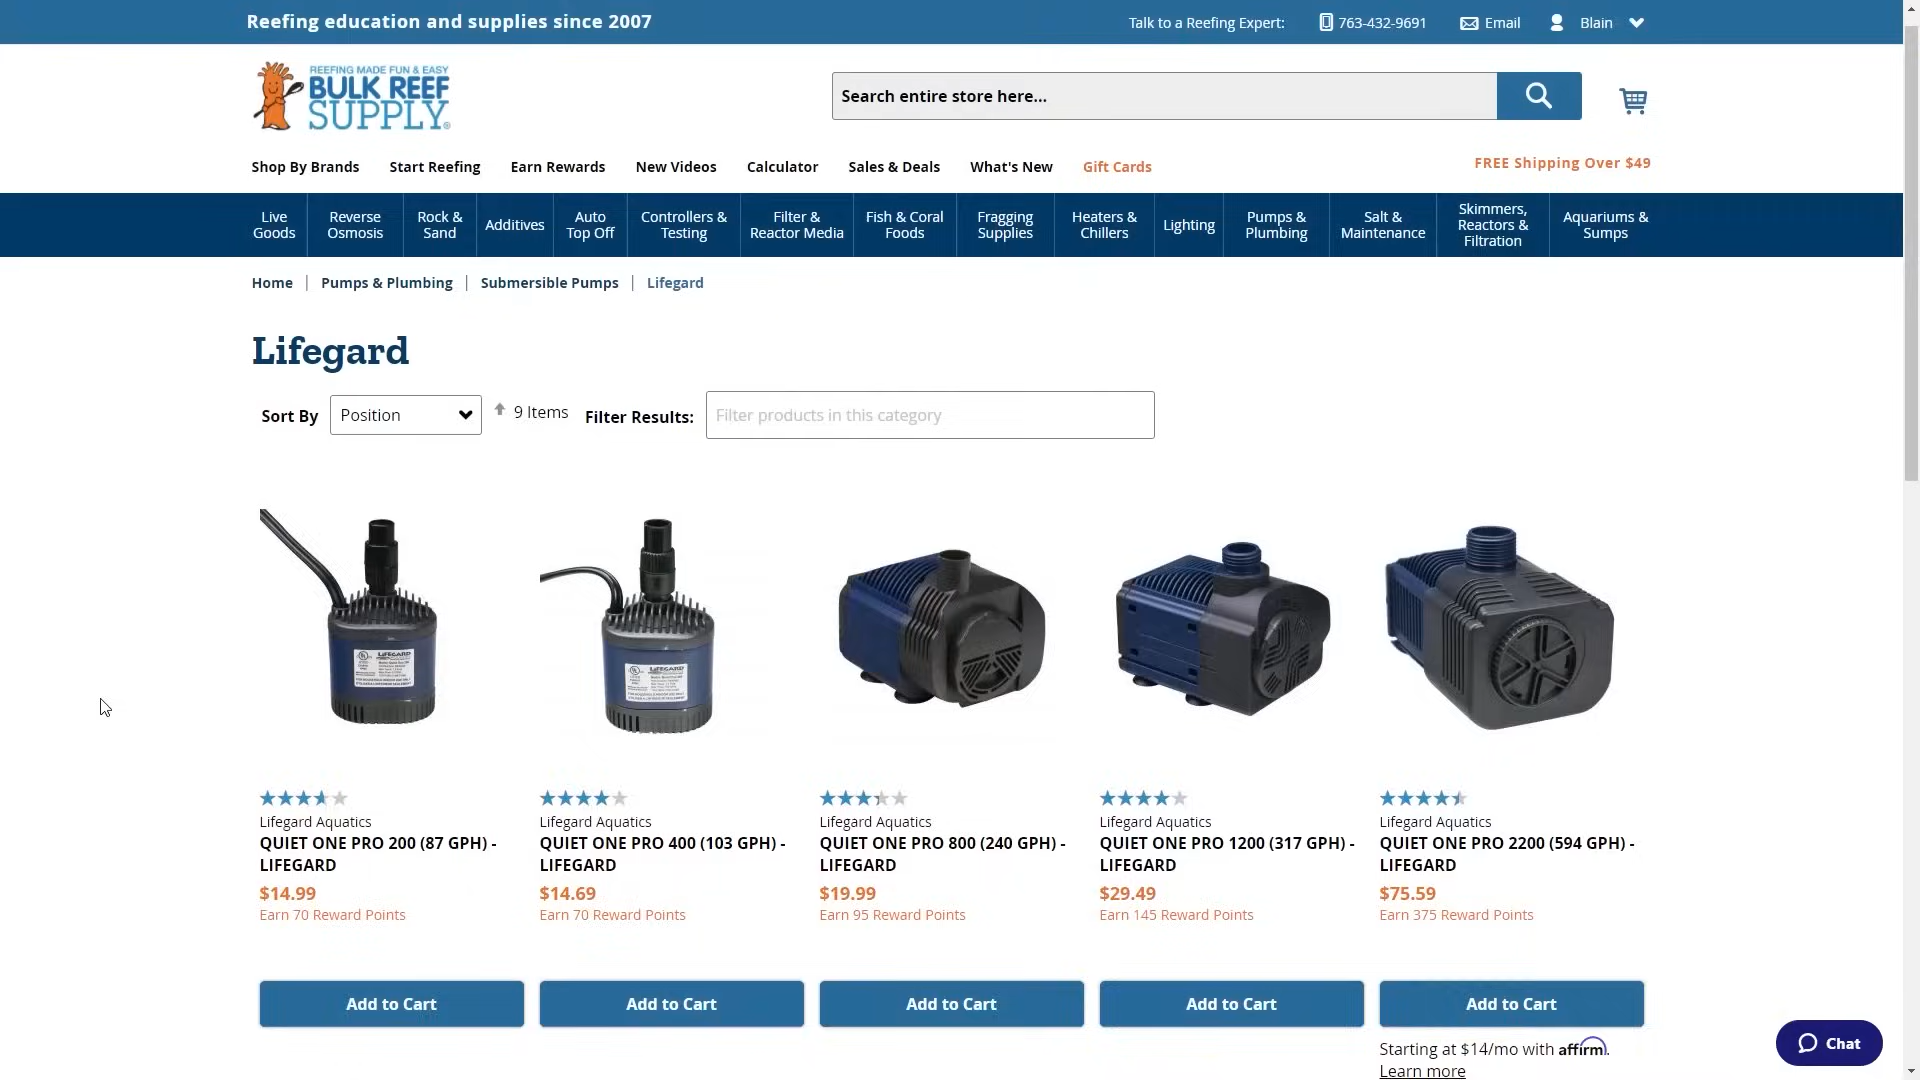 Reefing education and supplies since 2007
Talk to a Reefing Expert: 763-432-9691 Email Blain
REEFING MADE FUN & EASY
BULK REEF
SUPPLY®
Search entire store here...
Shop By Brands Start Reefing Earn Rewards New Videos Calculator Sales & Deals What's New Gift Cards
FREE Shipping Over $49
Live Goods
Reverse Osmosis
Rock & Sand
Additives
Auto Top Off
Controllers & Testing
Filter & Reactor Media
Fish & Coral Foods
Fragging Supplies
Heaters & Chillers
Lighting
Pumps & Plumbing
Salt & Maintenance
Skimmers, Reactors & Filtration
Aquariums & Sumps
Home | Pumps & Plumbing | Submersible Pumps | Lifegard
Lifegard
Sort By Position 9 Items Filter Results: Filter products in this category
LIFEGARD
LIFEGARD
Lifegard Aquatics
QUIET ONE PRO 200 (87 GPH) -
LIFEGARD
$14.99
Earn 70 Reward Points
Add to Cart
Lifegard Aquatics
QUIET ONE PRO 400 (103 GPH) -
LIFEGARD
$14.69
Earn 70 Reward Points
Add to Cart
Lifegard Aquatics
QUIET ONE PRO 800 (240 GPH) -
LIFEGARD
$19.99
Earn 95 Reward Points
Add to Cart
Lifegard Aquatics
QUIET ONE PRO 1200 (317 GPH) -
LIFEGARD
$29.49
Earn 145 Reward Points
Add to Cart
Lifegard Aquatics
QUIET ONE PRO 2200 (594 GPH) -
LIFEGARD
$75.59
Earn 375 Reward Points
Add to Cart
Starting at $14/mo with affirm.
Learn more
Chat